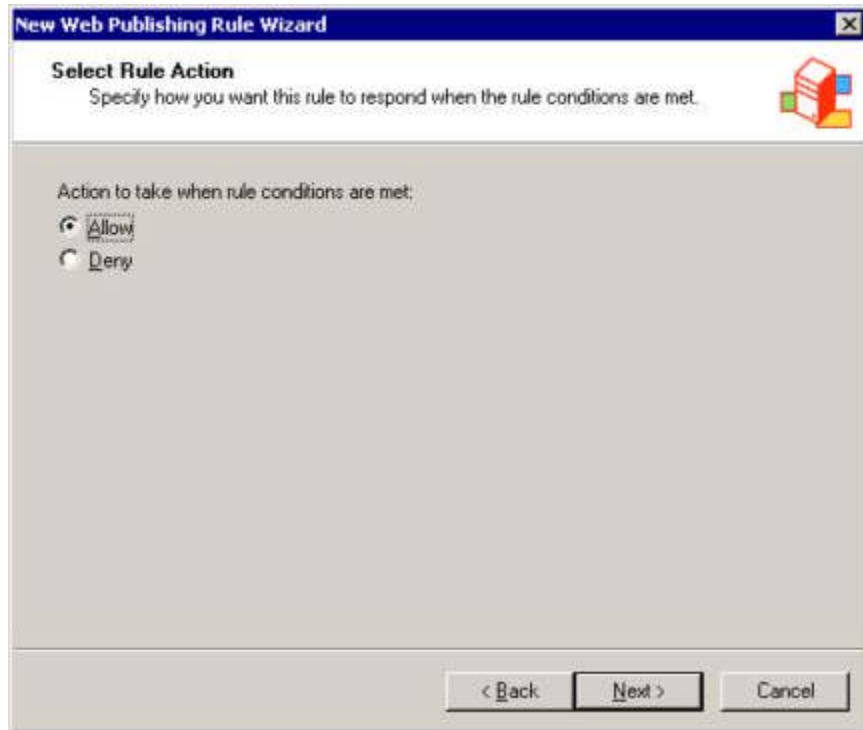 New Web Publishing Rule Wizard
Select Rule Action
Specify how you want this rule to respond when the rule conditions are met.
Action to take when rule conditions are met:
Allow
Deny
< Back
Next >
Cancel